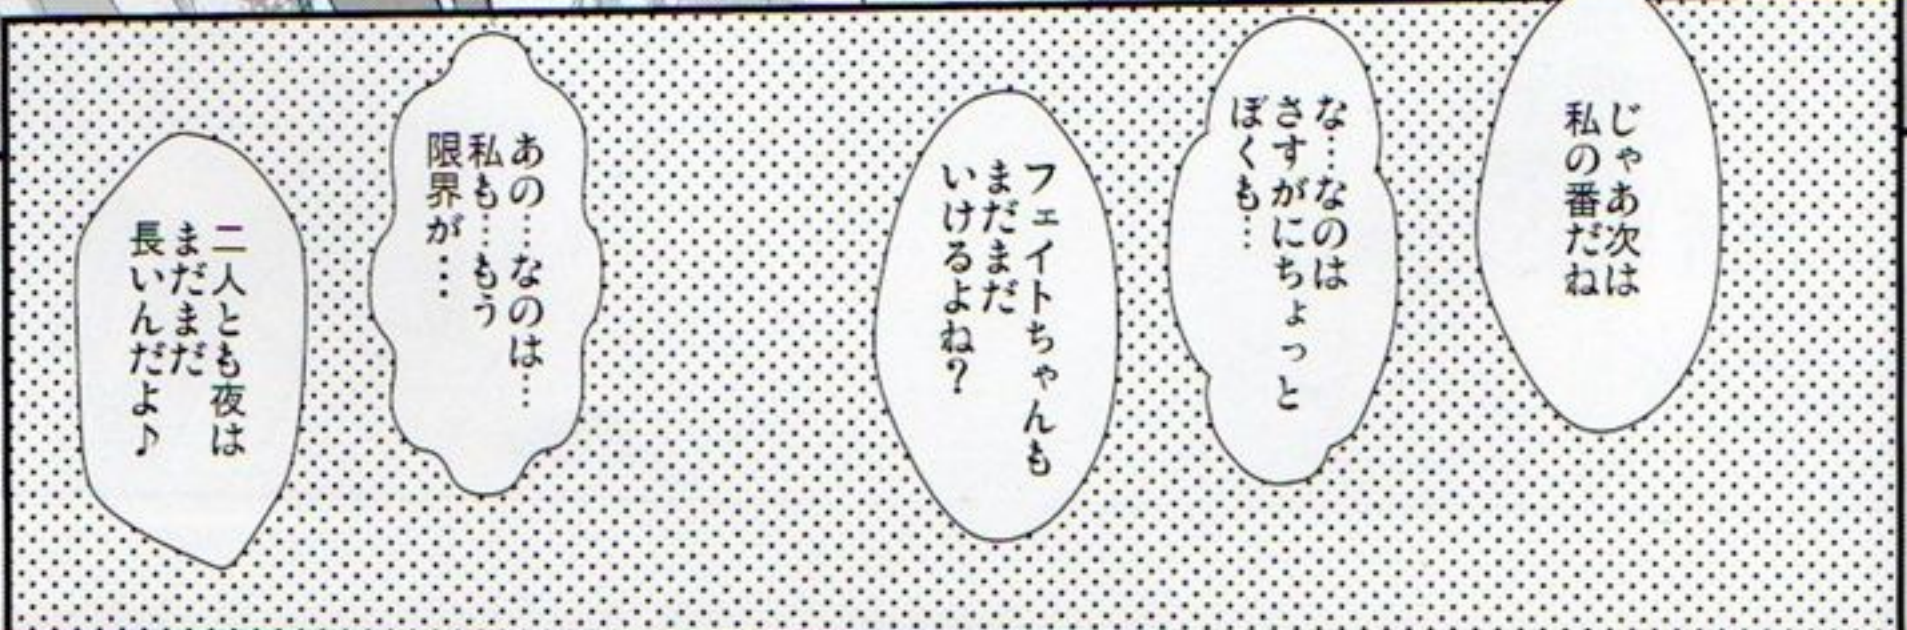 じゃあ次は
私の番だね
な…なのは
さすがにちょっと
ぼくも…
フェイトちゃんも
まだまだ
いけるよね？
あの…なのは…
私も…もう
限界が…
二人とも夜は
まだまだ
長いんだよ♪